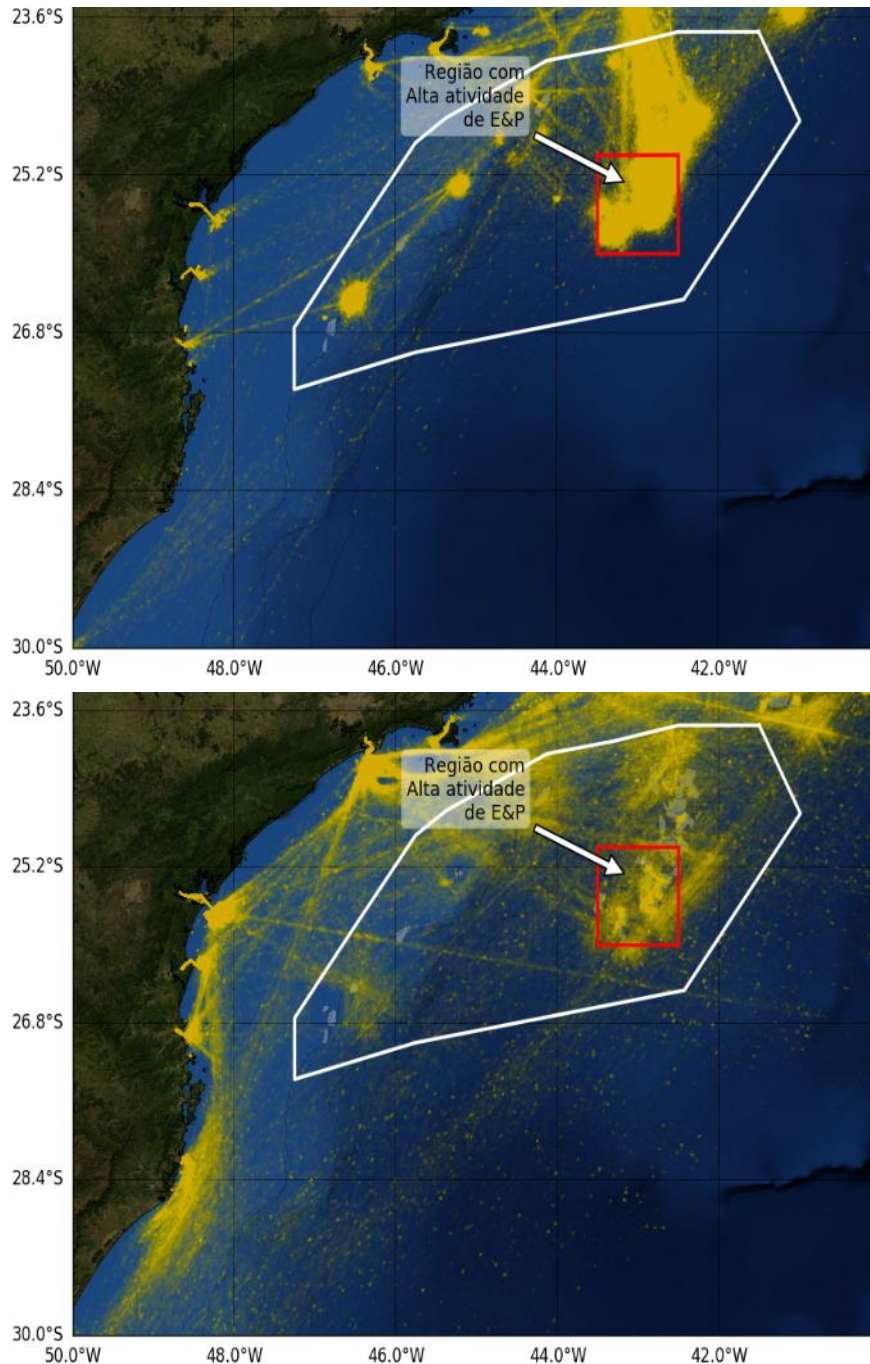 23.6°S
Região com
Alta atividade
de E&P
25.2°S
26.8°S
28.4°S
30.0°S
50.0°W 48.0°W 46.0°W 44.0°W 42.0°W
23.6°S
Região com
Alta atividade
de E&P
25.2°S
26.8°S
28.4°S
30.0°S
50.0°W 48.0°W 46.0°W 44.0°W 42.0°W